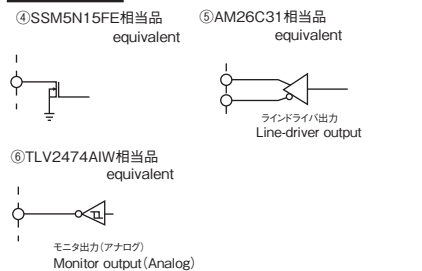 ④SSM5N15FE相当品
equivalent
⑤AM26C31相当品
equivalent
ラインドライバ出力
Line-driver output
⑥TLV2474AIW相当品
equivalent
モニタ出力(アナログ)
Monitor output(Analog)